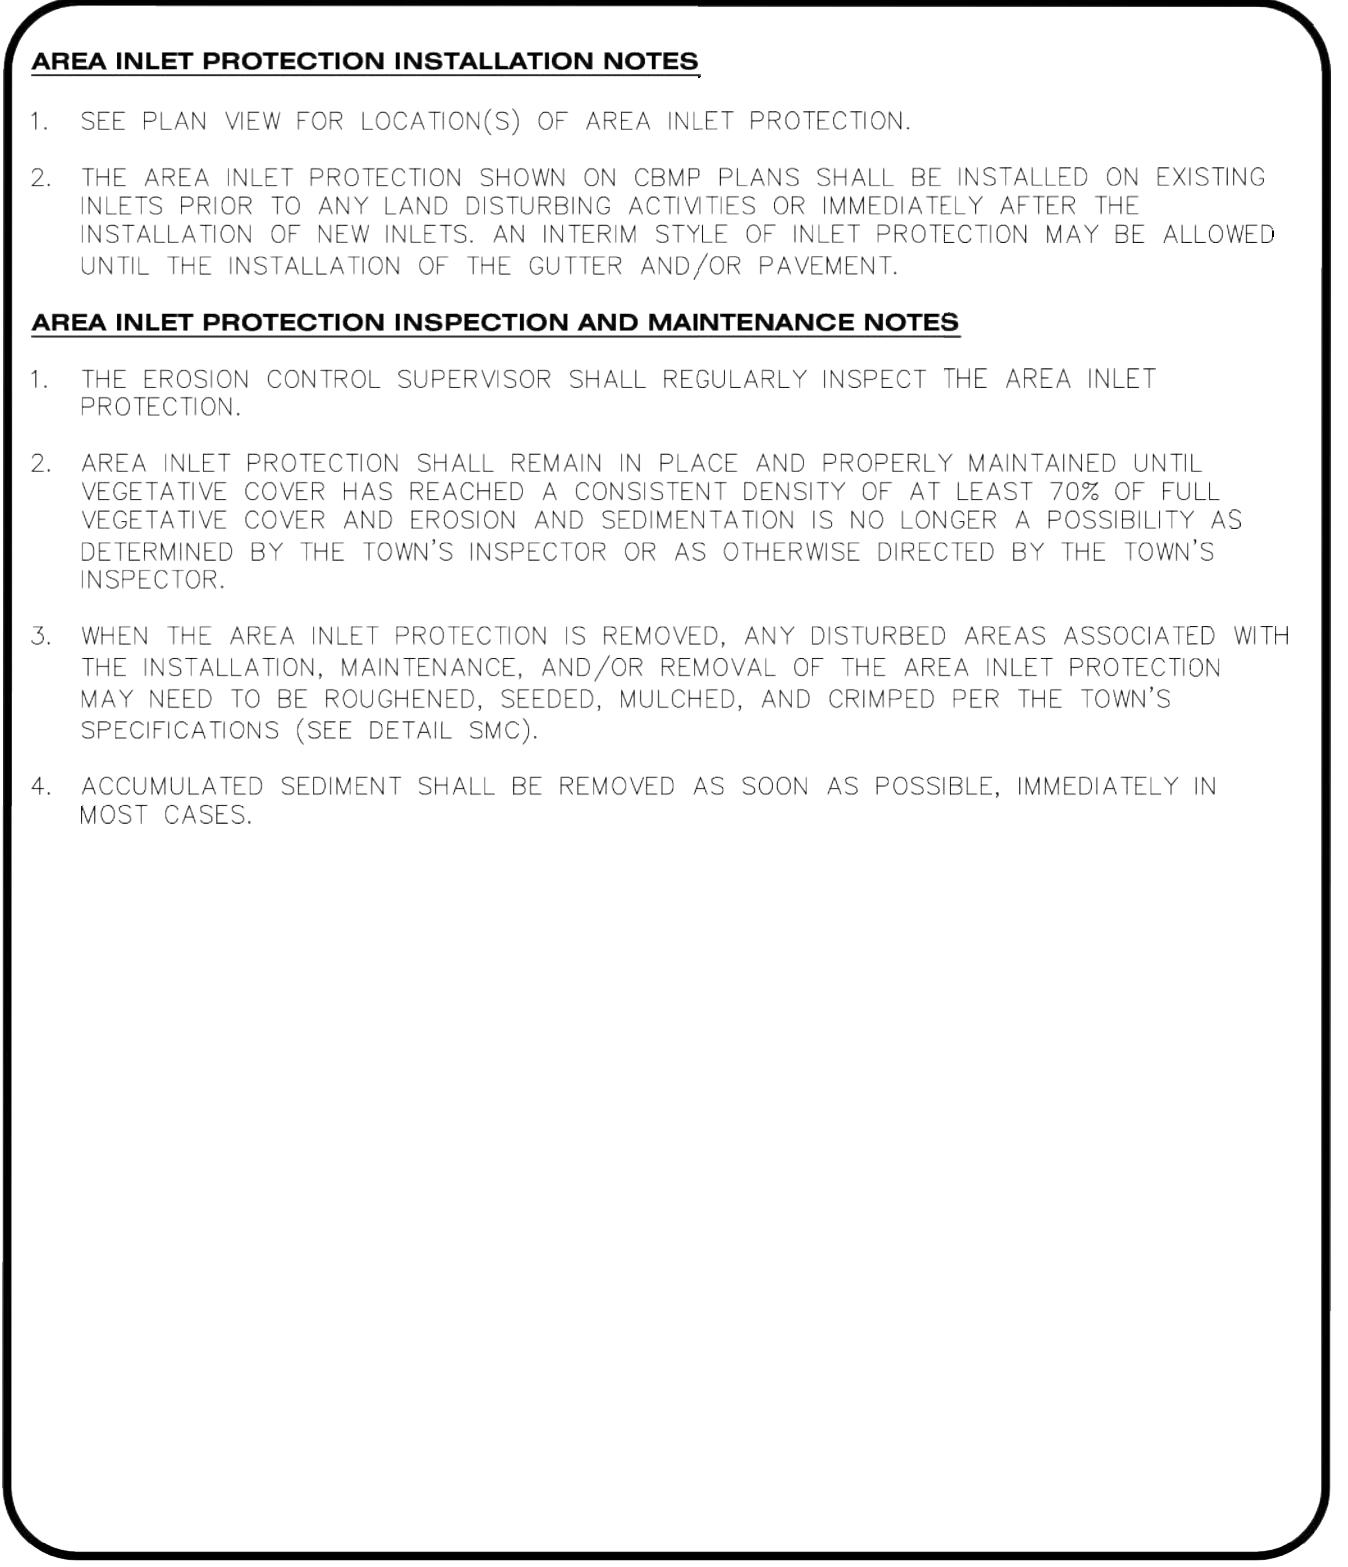 AREA INLET PROTECTION INSTALLATION NOTES
1. SEE PLAN VIEW FOR LOCATION(S) OF AREA INLET PROTECTION.
2. THE AREA INLET PROTECTION SHOWN ON CBMP PLANS SHALL BE INSTALLED ON EXISTING
INLETS PRIOR TO ANY LAND DISTURBING ACTIVITIES OR IMMEDIATELY AFTER THE
INSTALLATION OF NEW INLETS. AN INTERIM STYLE OF INLET PROTECTION MAY BE ALLOWED
UNTIL THE INSTALLATION OF THE GUTTER AND/OR PAVEMENT.
AREA INLET PROTECTION INSPECTION AND MAINTENANCE NOTES
1. THE EROSION CONTROL SUPERVISOR SHALL REGULARLY INSPECT THE AREA INLET
PROTECTION.
2. AREA INLET PROTECTION SHALL REMAIN IN PLACE AND PROPERLY MAINTAINED UNTIL
VEGETATIVE COVER HAS REACHED A CONSISTENT DENSITY OF AT LEAST 70% OF FULL
VEGETATIVE COVER AND EROSION AND SEDIMENTATION IS NO LONGER A POSSIBILITY AS
DETERMINED BY THE TOWN'S INSPECTOR OR AS OTHERWISE DIRECTED BY THE TOWN'S
INSPECTOR.
3. WHEN THE AREA INLET PROTECTION IS REMOVED, ANY DISTURBED AREAS ASSOCIATED WITH
THE INSTALLATION, MAINTENANCE, AND/OR REMOVAL OF THE AREA INLET PROTECTION
MAY NEED TO BE ROUGHENED, SEEDED, MULCHED, AND CRIMPED PER THE TOWN'S
SPECIFICATIONS (SEE DETAIL SMC).
4. ACCUMULATED SEDIMENT SHALL BE REMOVED AS SOON AS POSSIBLE, IMMEDIATELY IN
MOST CASES.